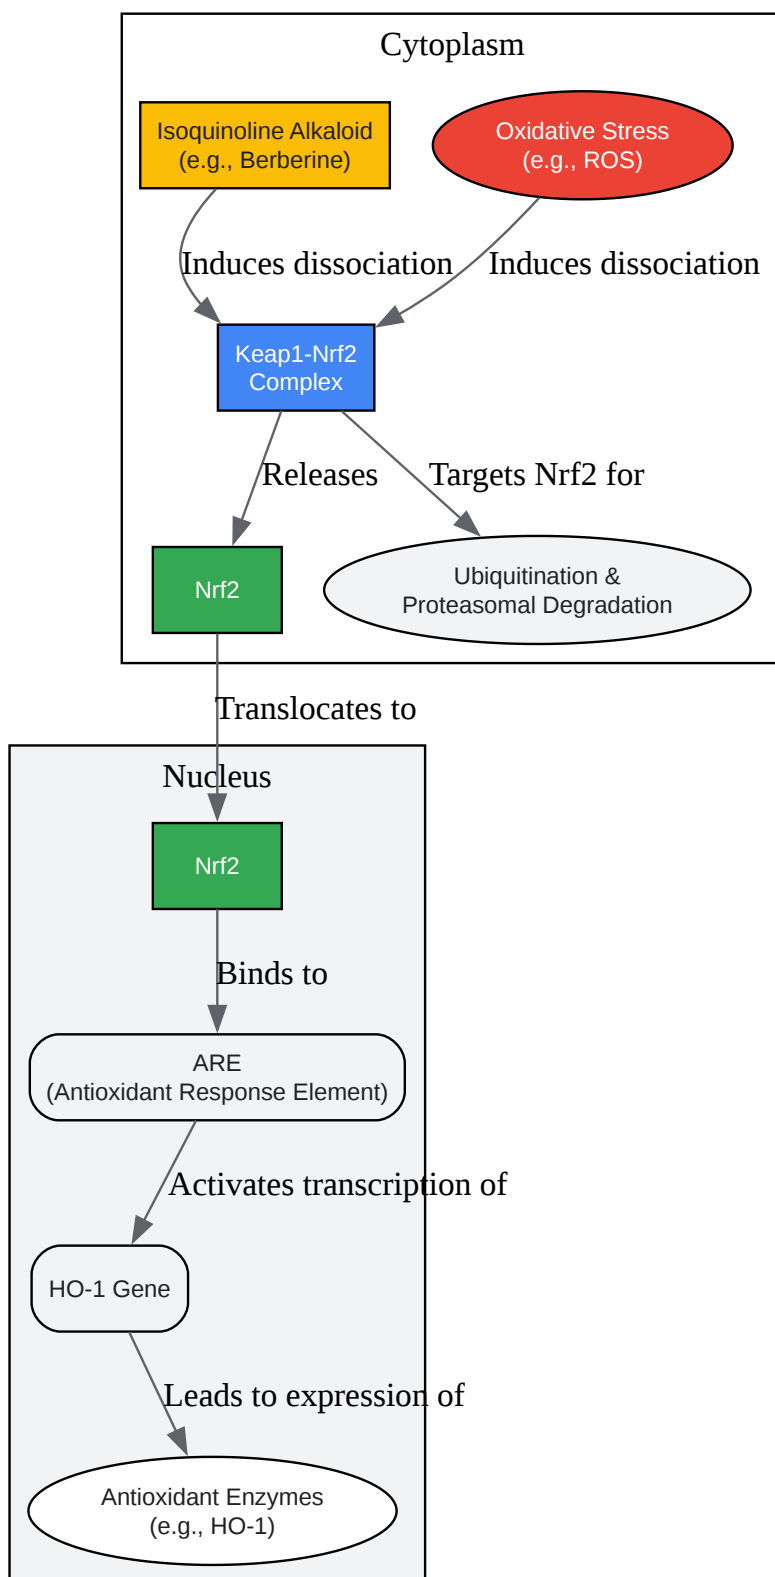 Cytoplasm
Isoquinoline Alkaloid
(e.g., Berberine)
Oxidative Stress
(e.g., ROS)
Induces dissociation
Induces dissociation
Keap1-Nrf2
Complex
Releases
Targets Nrf2 for
Nrf2
Ubiquitination &
Proteasomal Degradation
Translocates to
Nucleus
Nrf2
Binds to
ARE
(Antioxidant Response Element)
Activates transcription of
HO-1 Gene
Leads to expression of
Antioxidant Enzymes
(e.g., HO-1)